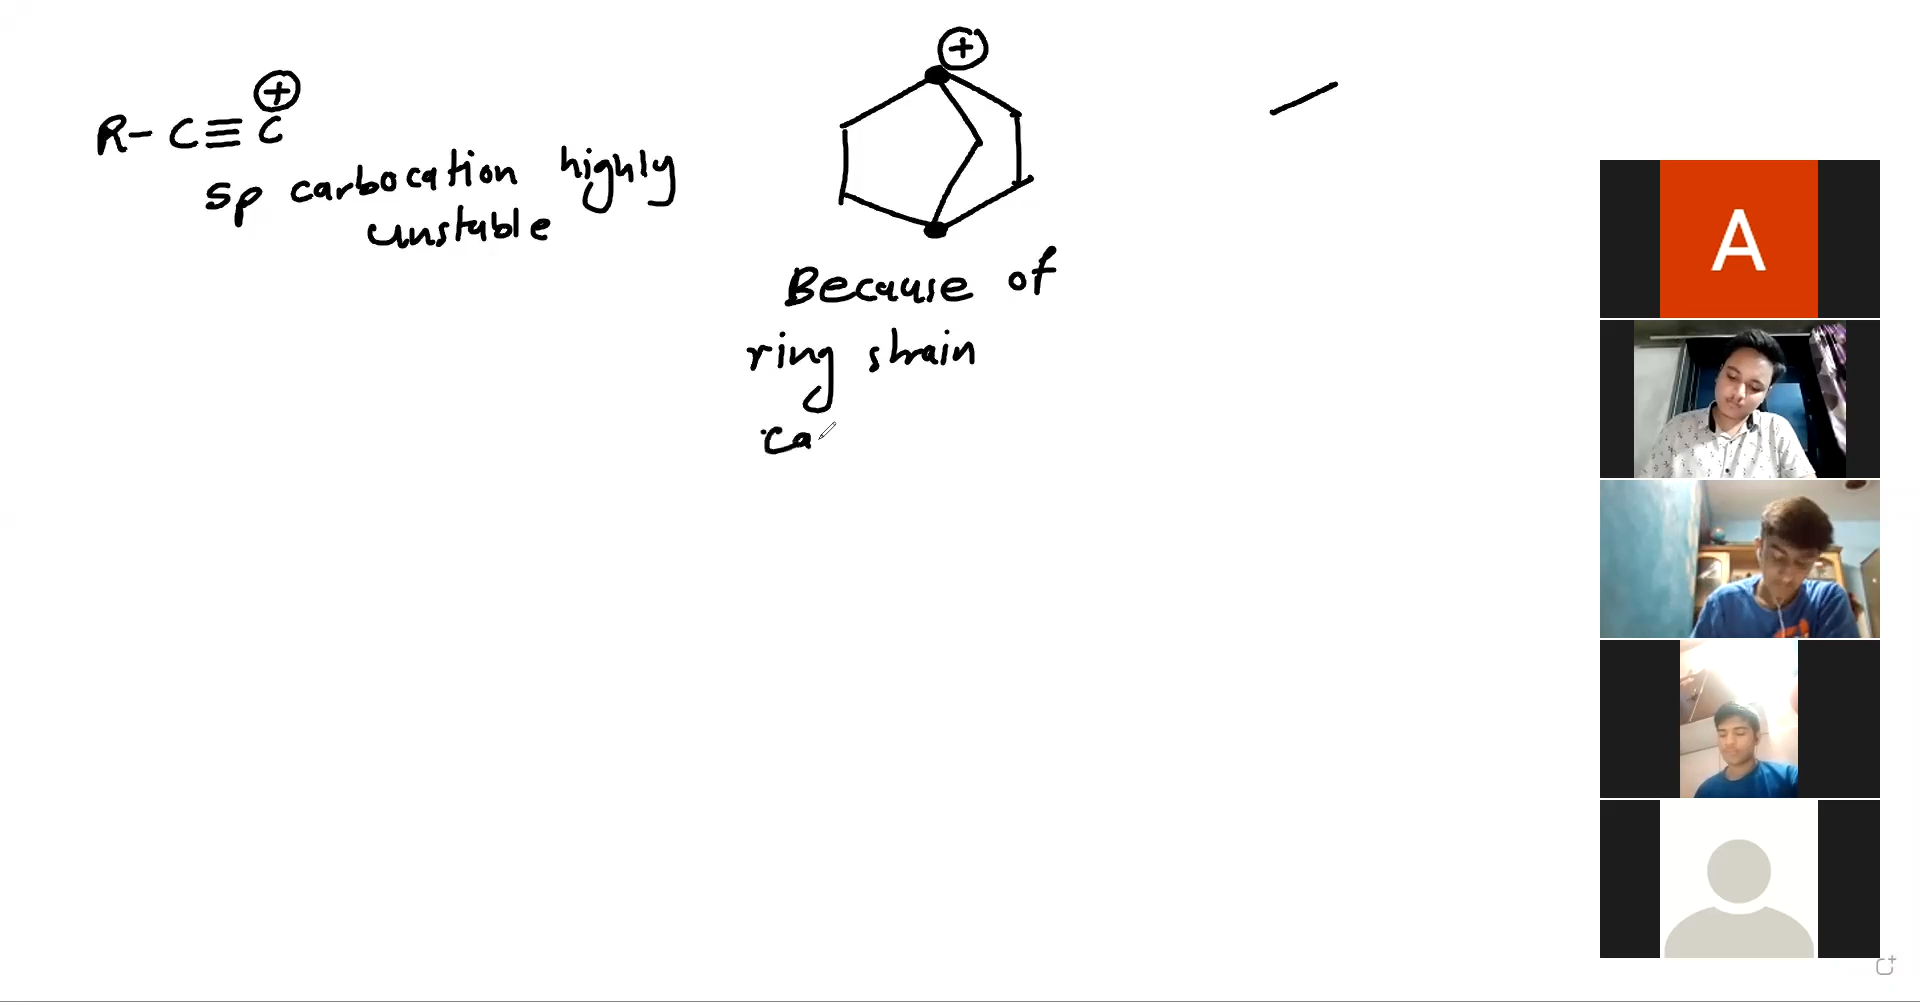 ⊕
R-C≡C
sp carbocation highly
unstable
⊕
Because of
ring strain
ca
A